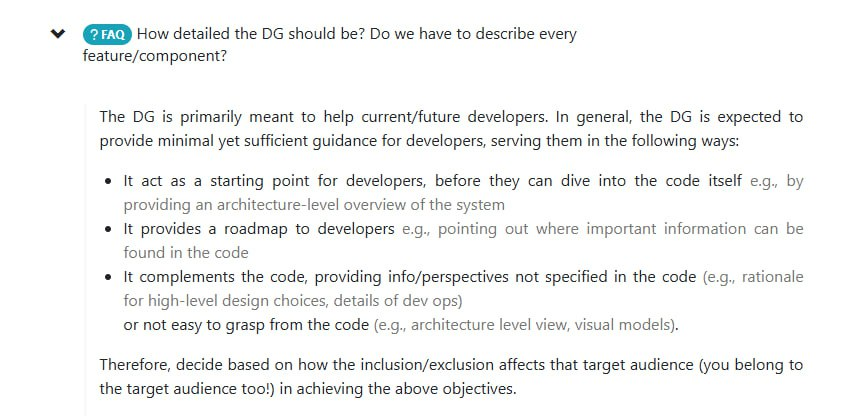 ? FAQ How detailed the DG should be? Do we have to describe every
feature/component?
The DG is primarily meant to help current/future developers. In general, the DG is expected to
provide minimal yet sufficient guidance for developers, serving them in the following ways:
• It act as a starting point for developers, before they can dive into the code itself e.g., by
providing an architecture-level overview of the system
• It provides a roadmap to developers e.g., pointing out where important information can be
found in the code
• It complements the code, providing info/perspectives not specified in the code (e.g., rationale
for high-level design choices, details of dev ops)
or not easy to grasp from the code (e.g., architecture level view, visual models).
Therefore, decide based on how the inclusion/exclusion affects that target audience (you belong to
the target audience too!) in achieving the above objectives.